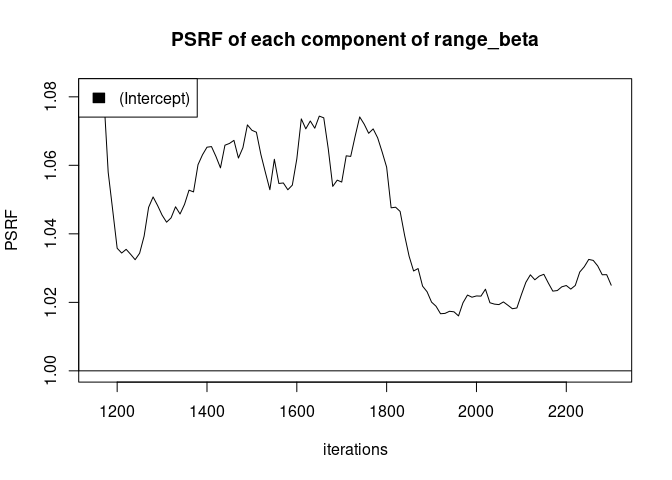 PSRF of each component of range_beta
(Intercept)
PSRF
1.08
1.06
1.04
1.02
1.00
1200 1400 1600 1800 2000 2200
iterations